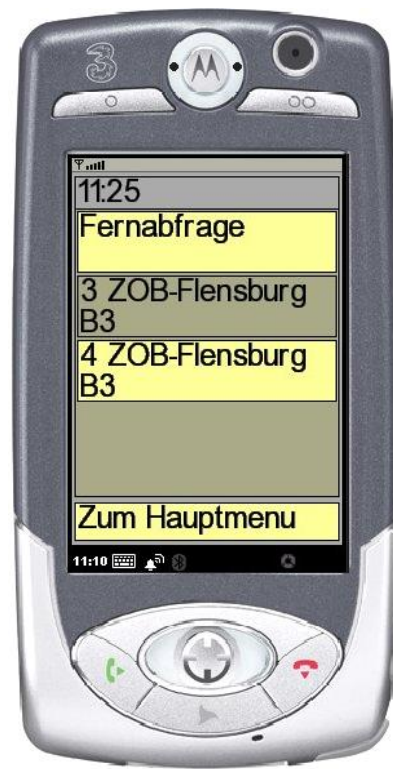 3
11:25
Fernabfrage
3 ZOB-Flensburg
B3
4 ZOB-Flensburg
B3
Zum Hauptmenu
11:10